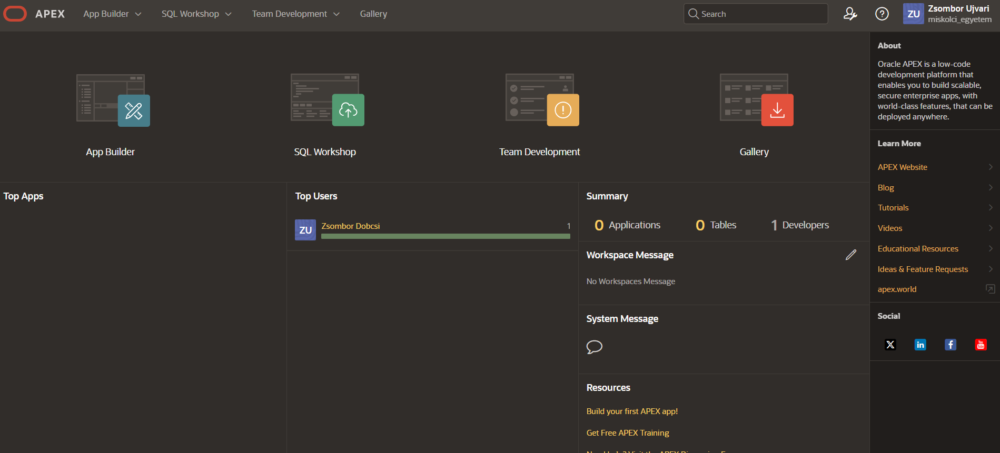 APEX App Builder SQL Workshop Team Development Gallery Search ? ZU Zsombor Ujvari
miskolci_egyetem
App Builder SQL Workshop Team Development Gallery
Top Apps
Top Users
ZU Zsombor Dobcsi 1
Summary
0 Applications 0 Tables 1 Developers
Workspace Message
No Workspaces Message
System Message
Resources
Build your first APEX app!
Get Free APEX Training
About
Oracle APEX is a low-code
development platform that
enables you to build scalable,
secure enterprise apps, with
world-class features, that can be
deployed anywhere.
Learn More
APEX Website
Blog
Tutorials
Videos
Educational Resources
Ideas & Feature Requests
apex.world
Social
X in f You Tube